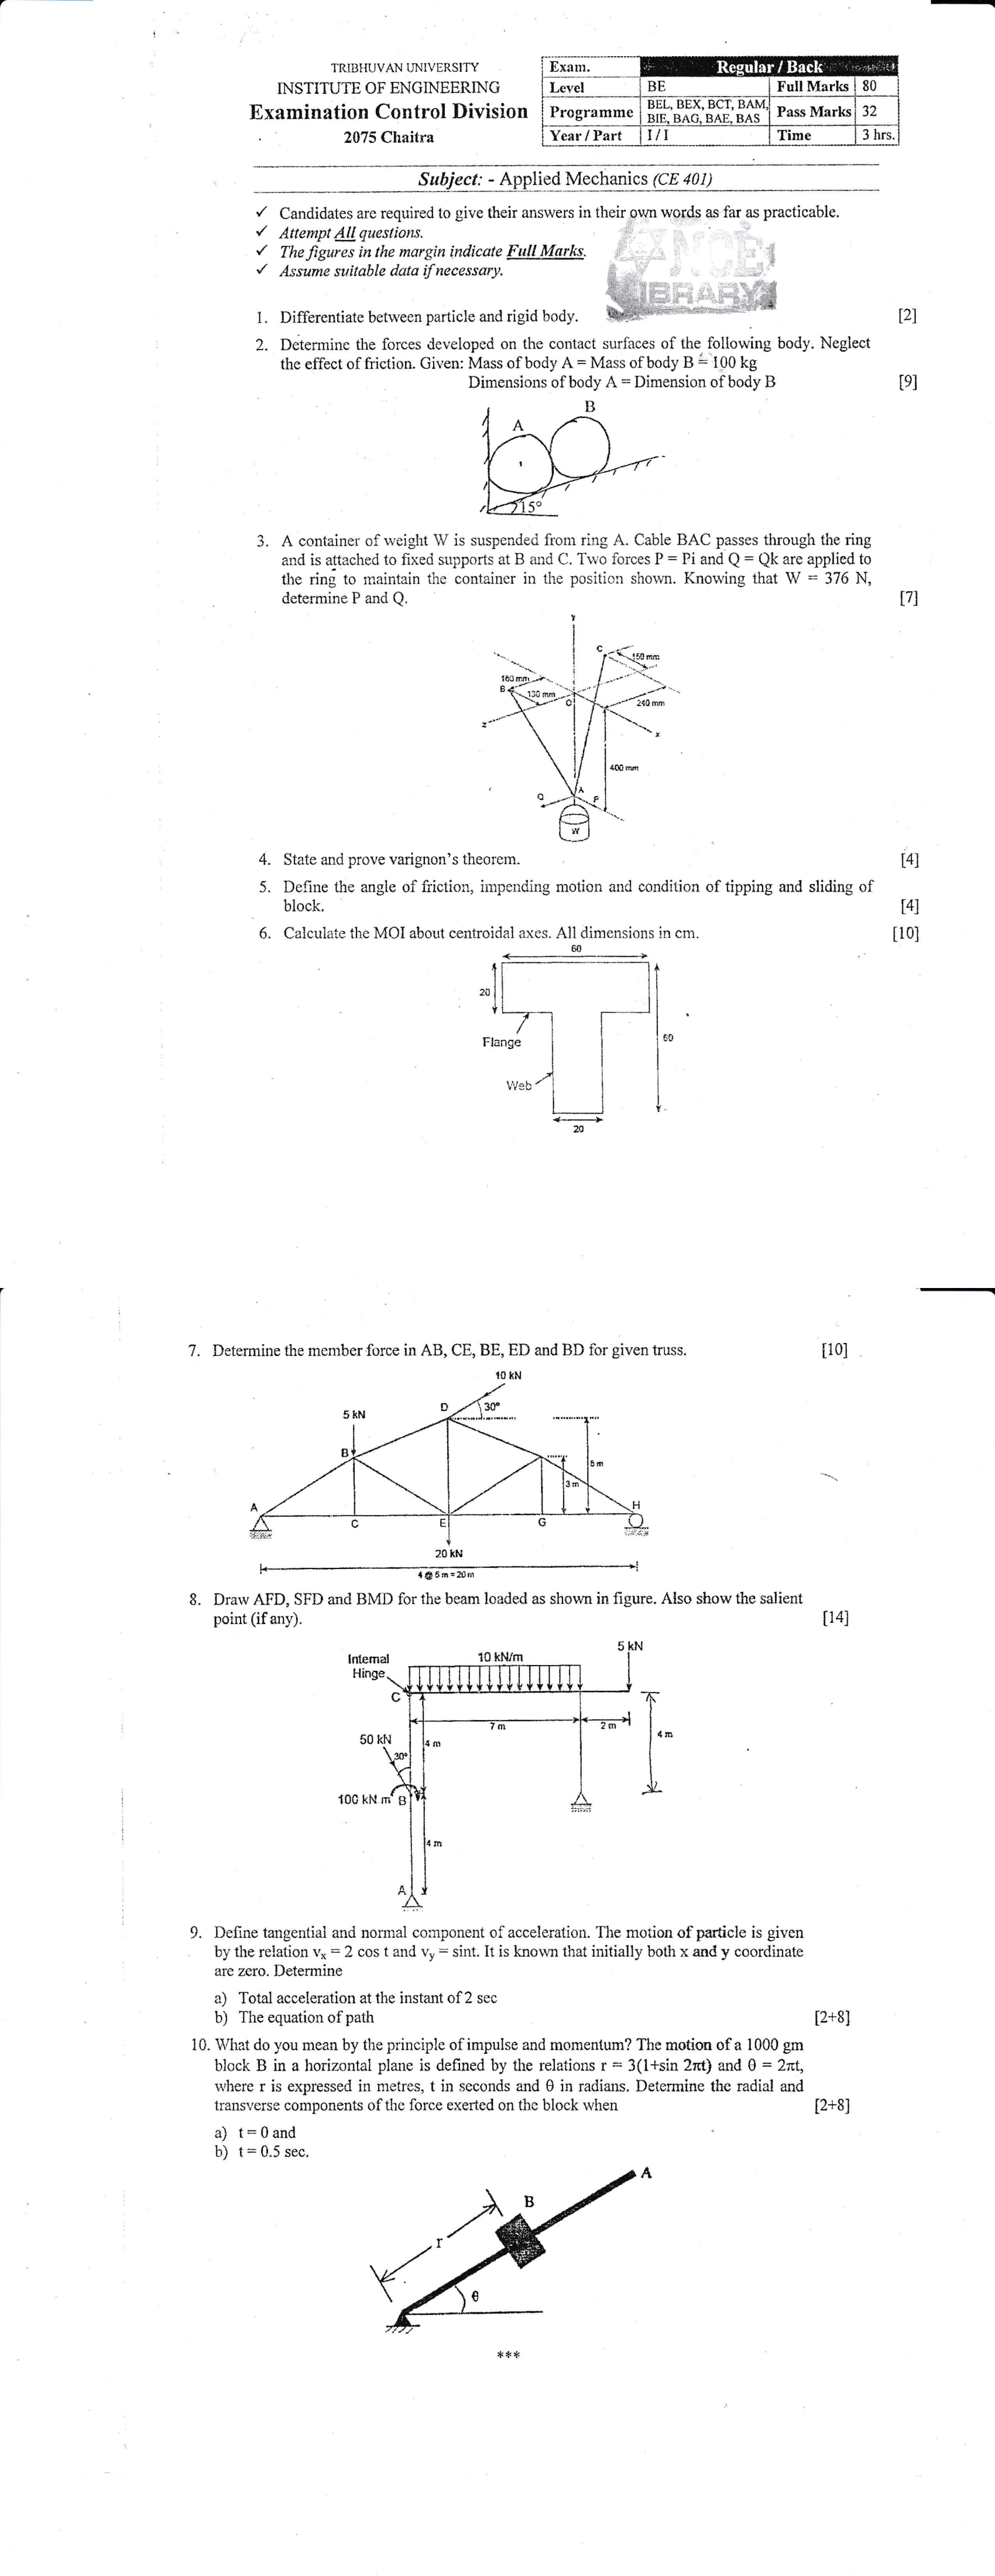 TRIBHUVAN UNIVERSITY
INSTITUTE OF ENGINEERING
Examination Control Division
2075 Chaitra
Exam. Regular / Back
Level BE Full Marks 80
Programme BEL, BEX, BCT, BAM, BIE, BAG, BAE, BAS Pass Marks 32
Year / Part I / I Time 3 hrs.
Subject: - Applied Mechanics (CE 401)
✓ Candidates are required to give their answers in their own words as far as practicable.
✓ Attempt All questions.
✓ The figures in the margin indicate Full Marks.
✓ Assume suitable data if necessary.
NCE
LIBRARY
1. Differentiate between particle and rigid body. [2]
2. Determine the forces developed on the contact surfaces of the following body. Neglect
the effect of friction. Given: Mass of body A = Mass of body B = 100 kg
Dimensions of body A = Dimension of body B [9]
B
A
15°
3. A container of weight W is suspended from ring A. Cable BAC passes through the ring
and is attached to fixed supports at B and C. Two forces P = Pi and Q = Qk are applied to
the ring to maintain the container in the position shown. Knowing that W = 376 N,
determine P and Q. [7]
y
C
150 mm
160 mm
B
130 mm
O
240 mm
z
x
400 mm
A
Q
P
W
4. State and prove varignon's theorem. [4]
5. Define the angle of friction, impending motion and condition of tipping and sliding of
block. [4]
6. Calculate the MOI about centroidal axes. All dimensions in cm. [10]
60
20
Flange
60
Web
20
7. Determine the member force in AB, CE, BE, ED and BD for given truss. [10]
10 kN
D
30°
5 kN
B
5 m
3 m
A
H
C
E
G
20 kN
4 @ 5 m = 20 m
8. Draw AFD, SFD and BMD for the beam loaded as shown in figure. Also show the salient
point (if any). [14]
5 kN
Internal
Hinge
10 kN/m
C
7 m
2 m
4 m
50 kN
4 m
30°
100 kN m
B
4 m
A
9. Define tangential and normal component of acceleration. The motion of particle is given
by the relation vx = 2 cos t and vy = sint. It is known that initially both x and y coordinate
are zero. Determine
a) Total acceleration at the instant of 2 sec
b) The equation of path [2+8]
10. What do you mean by the principle of impulse and momentum? The motion of a 1000 gm
block B in a horizontal plane is defined by the relations r = 3(1+sin 2πt) and θ = 2πt,
where r is expressed in metres, t in seconds and θ in radians. Determine the radial and
transverse components of the force exerted on the block when [2+8]
a) t = 0 and
b) t = 0.5 sec.
A
B
r
θ
***